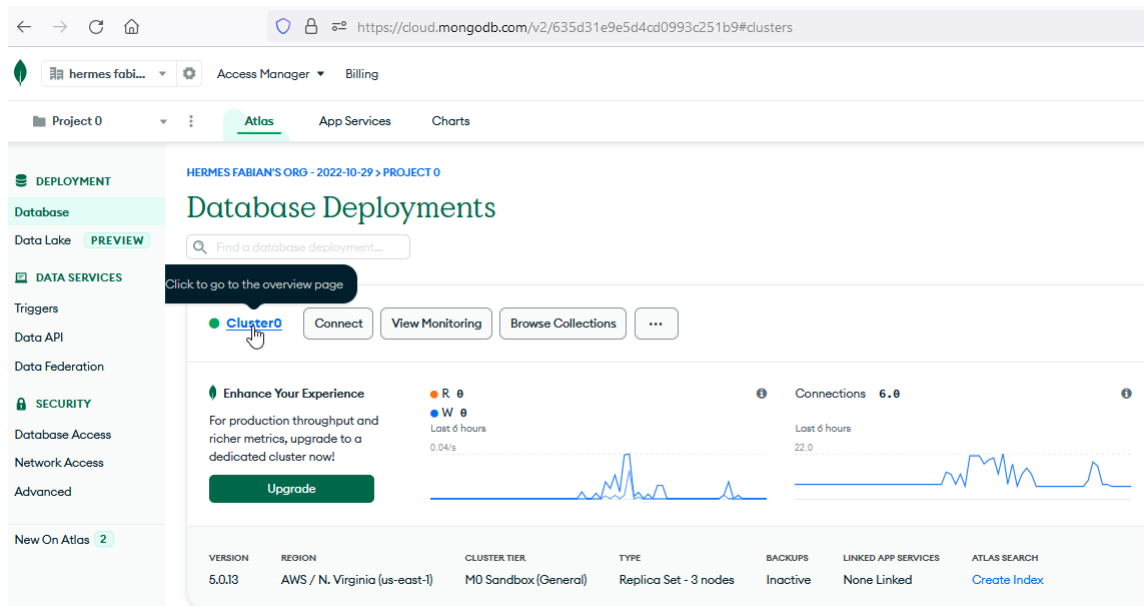 https://cloud.mongodb.com/v2/635d31e9e5d4cd0993c251b9#clusters
hermes fabi... Access Manager Billing
Project 0 Atlas App Services Charts
DEPLOYMENT
Database
Data Lake PREVIEW
DATA SERVICES
Triggers
Data API
Data Federation
SECURITY
Database Access
Network Access
Advanced
New On Atlas 2
HERMES FABIAN'S ORG - 2022-10-29 > PROJECT 0
Database Deployments
Find a database deployment...
Click to go to the overview page
Cluster0 Connect View Monitoring Browse Collections ...
Enhance Your Experience
For production throughput and
richer metrics, upgrade to a
dedicated cluster now!
Upgrade
R 0
W 0
Last 6 hours
0.04/s
Connections 6.0
Last 6 hours
22.0
VERSION REGION CLUSTER TIER TYPE BACKUPS LINKED APP SERVICES ATLAS SEARCH
5.0.13 AWS / N. Virginia (us-east-1) M0 Sandbox (General) Replica Set - 3 nodes Inactive None Linked Create Index